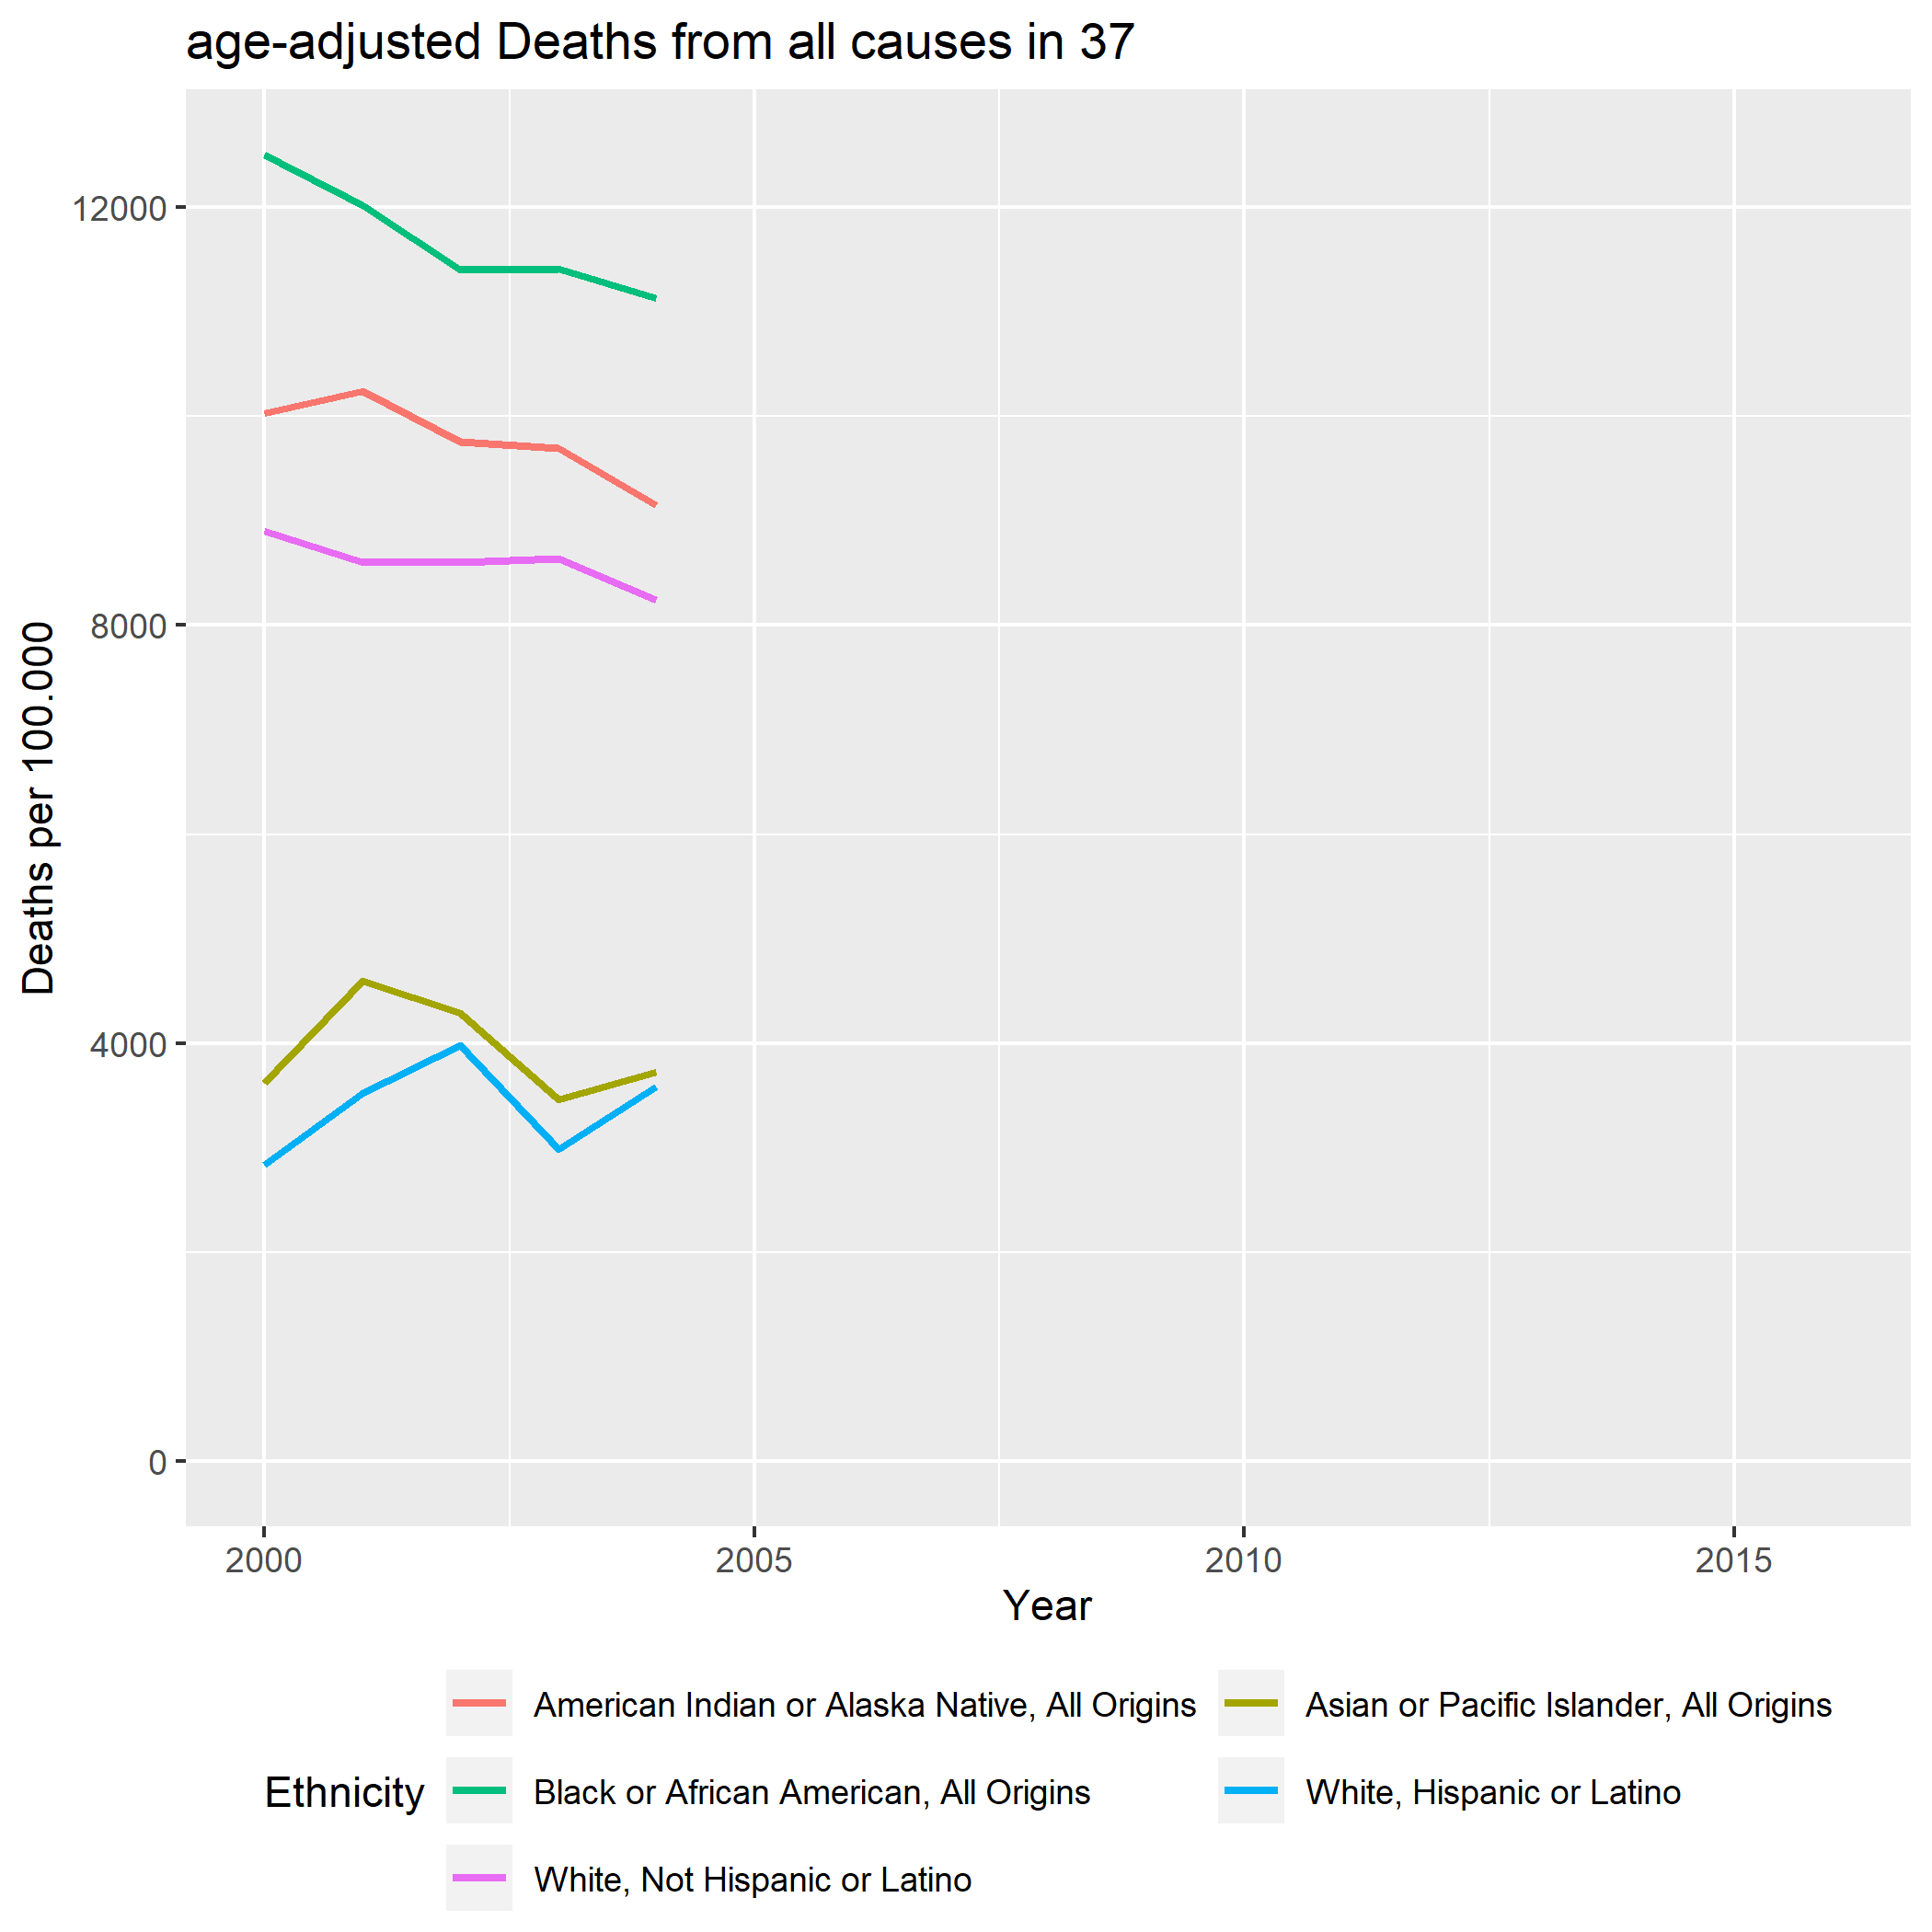 age-adjusted Deaths from all causes in 37
12000
8000
4000
0
Deaths per 100.000
2000 2005 2010 2015
Year
Ethnicity
American Indian or Alaska Native, All Origins
Asian or Pacific Islander, All Origins
Black or African American, All Origins
White, Hispanic or Latino
White, Not Hispanic or Latino